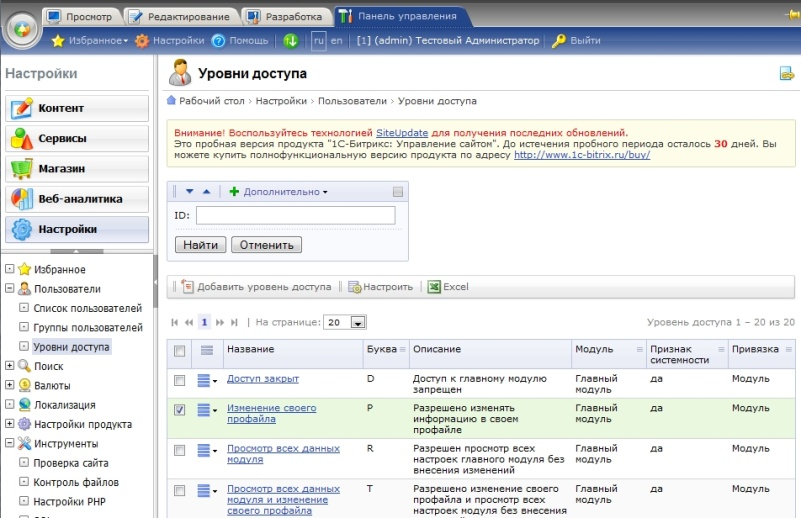 Просмотр Редактирование Разработка Панель управления
Избранное Настройки Помощь ru en [1] (admin) Тестовый Администратор Выйти
Настройки
Контент
Сервисы
Магазин
Веб-аналитика
Настройки
Избранное
Пользователи
Список пользователей
Группы пользователей
Уровни доступа
Поиск
Валюты
Локализация
Настройки продукта
Инструменты
Проверка сайта
Контроль файлов
Настройки PHP
Уровни доступа
Рабочий стол › Настройки › Пользователи › Уровни доступа
Внимание! Воспользуйтесь технологией SiteUpdate для получения последних обновлений.
Это пробная версия продукта "1С-Битрикс: Управление сайтом". До истечения пробного периода осталось 30 дней. Вы
можете купить полнофункциональную версию продукта по адресу http://www.1c-bitrix.ru/buy/
Дополнительно
ID:
Найти Отменить
Добавить уровень доступа Настроить Excel
1 На странице: 20 Уровень доступа 1 – 20 из 20
Название Буква Описание Модуль Признак системности Привязка
Доступ закрыт D Доступ к главному модулю Главный да Модуль
запрещен модуль
Изменение своего P Разрешено изменять Главный да Модуль
профайла информацию в своем модуль
профайле
Просмотр всех данных R Разрешен просмотр всех Главный да Модуль
модуля настроек главного модуля без модуль
внесения изменений
Просмотр всех данных T Разрешено изменение своего Главный да Модуль
модуля и изменение профайла и просмотр всех модуль
своего профайла настроек модуля без внесения